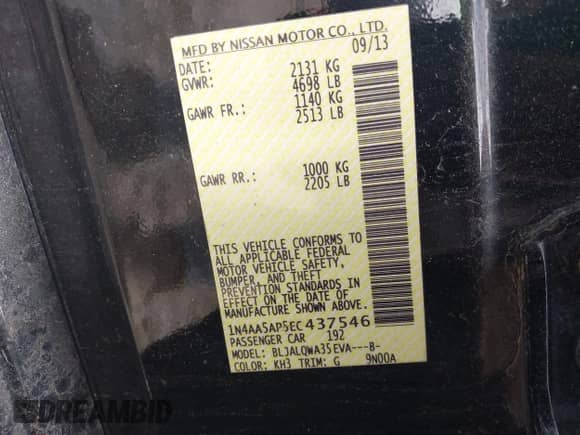 MFD BY NISSAN MOTOR CO., LTD.
DATE: 09/13
GVWR: 2131 KG
4698 LB
GAWR FR.: 1140 KG
2513 LB
GAWR RR.: 1000 KG
2205 LB
THIS VEHICLE CONFORMS TO
ALL APPLICABLE FEDERAL
MOTOR VEHICLE SAFETY,
BUMPER, AND THEFT
PREVENTION STANDARDS IN
EFFECT ON THE DATE OF
MANUFACTURE SHOWN ABOVE.
1N4AA5AP5EC437546
PASSENGER CAR 192
MODEL: BLJALQWA35EVA---B-
COLOR: KH3 TRIM: G 9N00A
DREAMBID